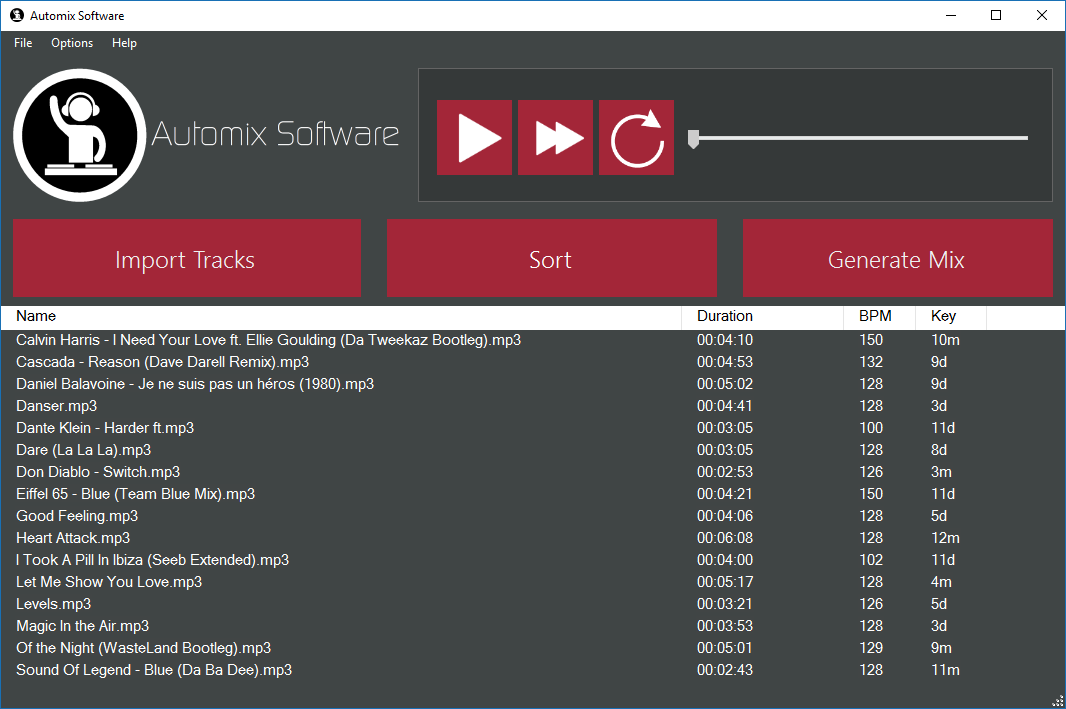 Automix Software
File Options Help
Automix Software
Import Tracks Sort Generate Mix
Name Duration BPM Key
Calvin Harris - I Need Your Love ft. Ellie Goulding (Da Tweekaz Bootleg).mp3 00:04:10 150 10m
Cascada - Reason (Dave Darell Remix).mp3 00:04:53 132 9d
Daniel Balavoine - Je ne suis pas un héros (1980).mp3 00:05:02 128 9d
Danser.mp3 00:04:41 128 3d
Dante Klein - Harder ft.mp3 00:03:05 100 11d
Dare (La La La).mp3 00:03:05 128 8d
Don Diablo - Switch.mp3 00:02:53 126 3m
Eiffel 65 - Blue (Team Blue Mix).mp3 00:04:21 150 11d
Good Feeling.mp3 00:04:06 128 5d
Heart Attack.mp3 00:06:08 128 12m
I Took A Pill In Ibiza (Seeb Extended).mp3 00:04:00 102 11d
Let Me Show You Love.mp3 00:05:17 128 4m
Levels.mp3 00:03:21 126 5d
Magic In the Air.mp3 00:03:53 128 3d
Of the Night (WasteLand Bootleg).mp3 00:05:01 129 9m
Sound Of Legend - Blue (Da Ba Dee).mp3 00:02:43 128 11m